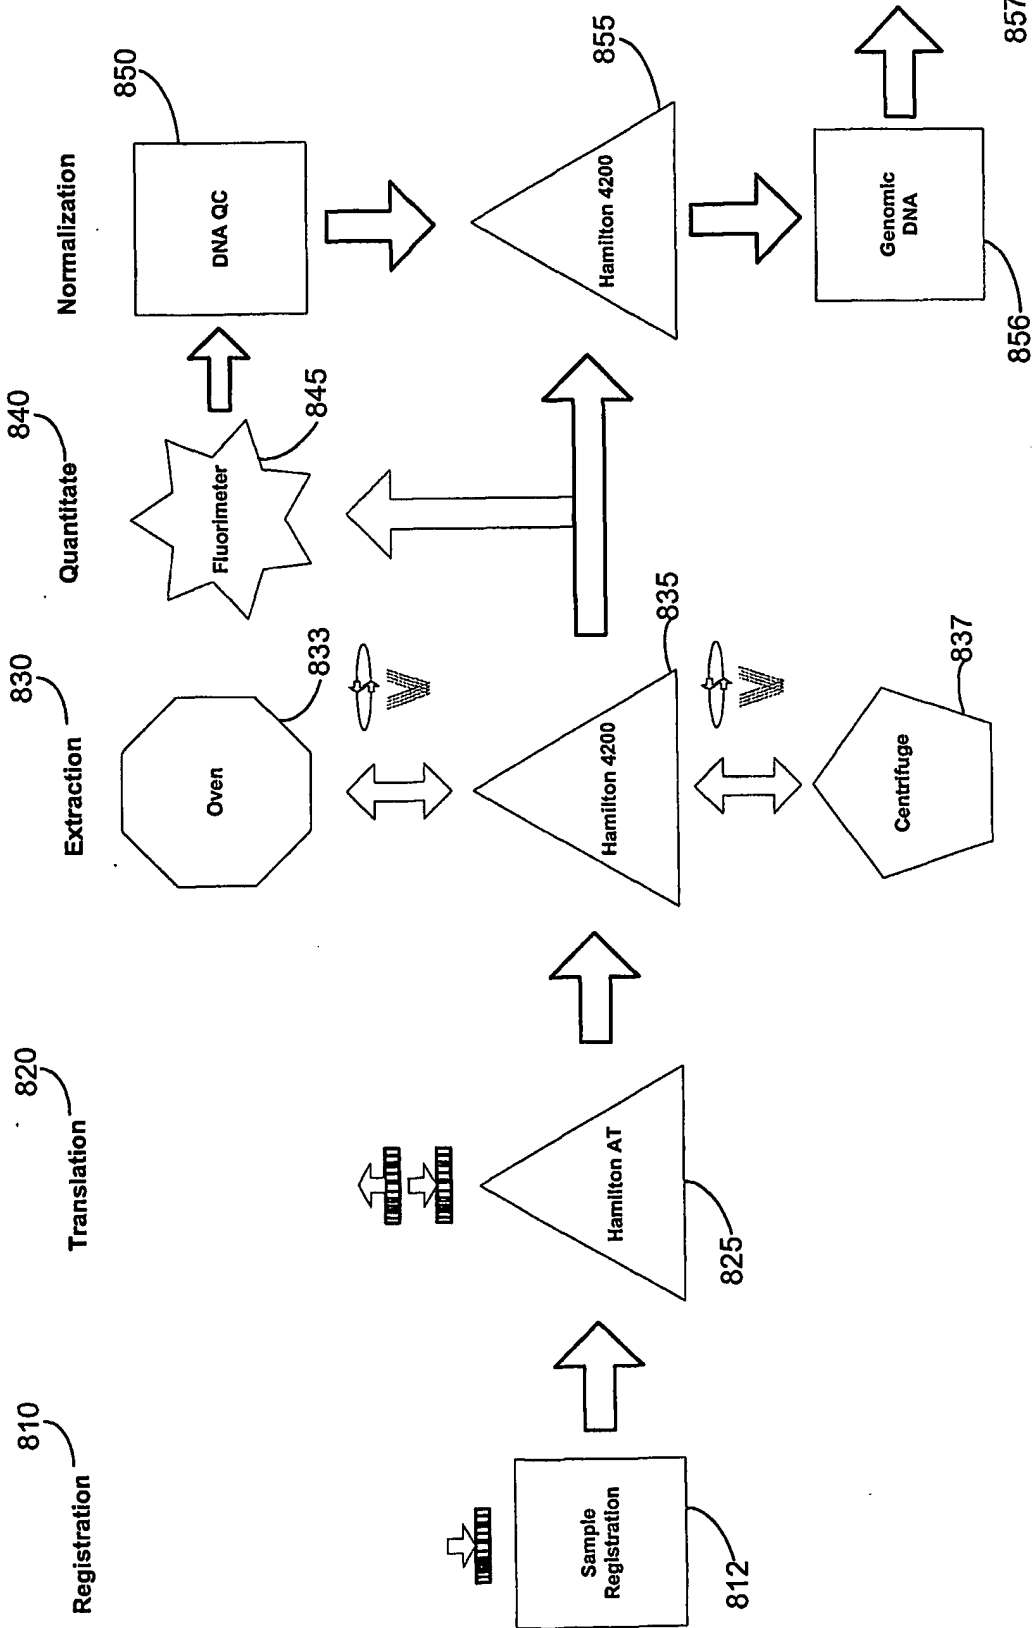 810
Registration
Sample
Registration
812
820
Translation
Hamilton AT
825
830
Extraction
Oven
833
Hamilton 4200
835
Centrifuge
837
840
Quantitate
Fluorimeter
845
Normalization
DNA QC
850
Hamilton 4200
855
Genomic
DNA
856
857